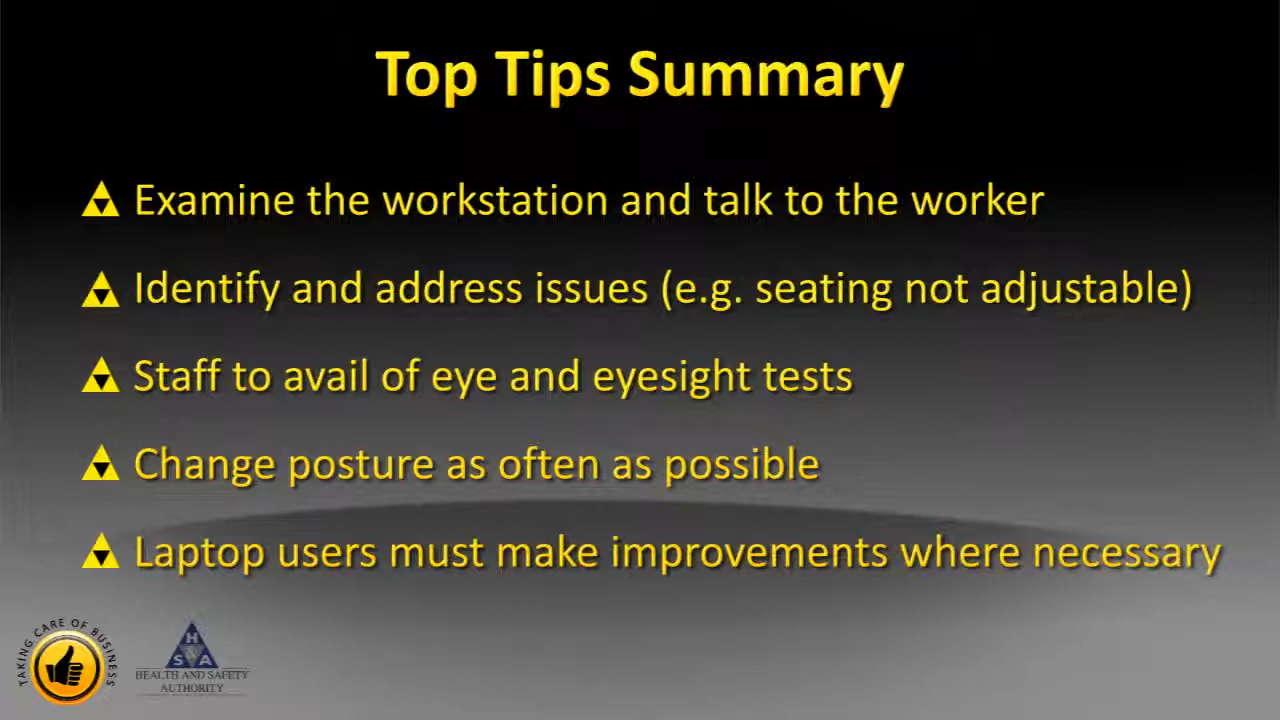 Top Tips Summary
Examine the workstation and talk to the worker
Identify and address issues (e.g. seating not adjustable)
Staff to avail of eye and eyesight tests
Change posture as often as possible
Laptop users must make improvements where necessary
TAKING CARE OF BUSINESS
H
S & A
HEALTH AND SAFETY
AUTHORITY